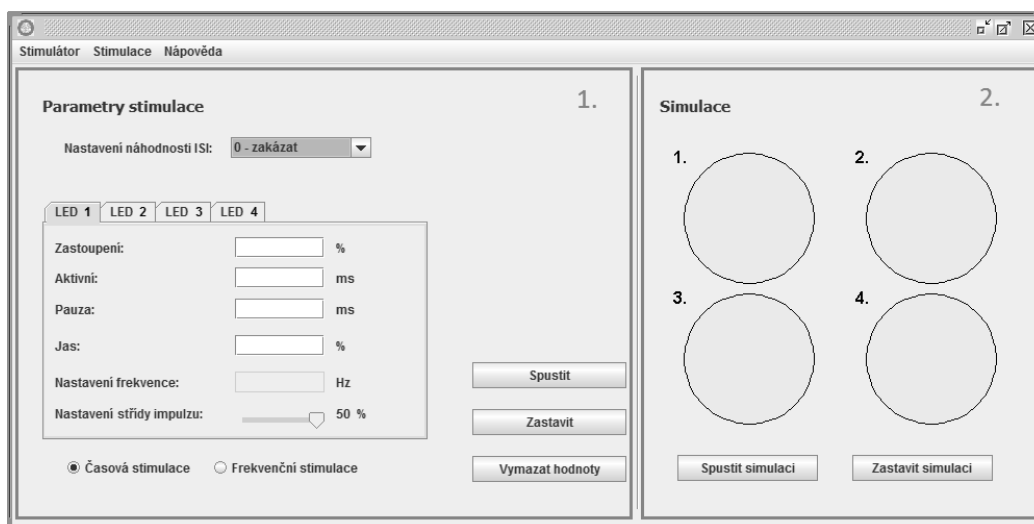 Stimulátor Stimulace Nápověda
Parametry stimulace
1.
Nastavení náhodnosti ISI: 0 - zakázat
LED 1 LED 2 LED 3 LED 4
Zastoupení: %
Aktivní: ms
Pauza: ms
Jas: %
Nastavení frekvence: Hz
Nastavení střídy impulzu: 50 %
Časová stimulace Frekvenční stimulace
Spustit
Zastavit
Vymazat hodnoty
Simulace
2.
1. 2.
3. 4.
Spustit simulaci Zastavit simulaci